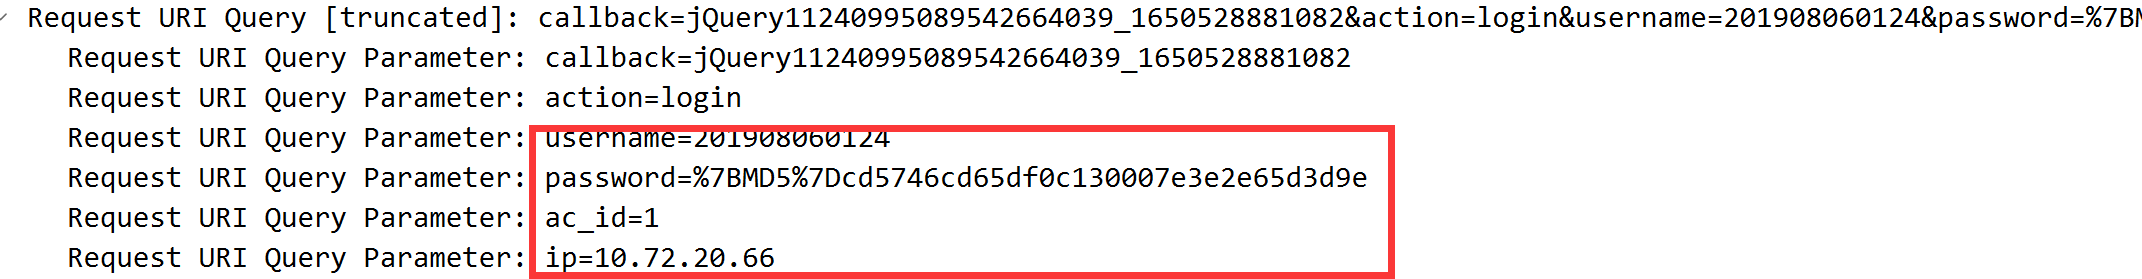 Request URI Query [truncated]: callback=jQuery11240995089542664039_1650528881082&action=login&username=201908060124&password=%7BM
Request URI Query Parameter: callback=jQuery11240995089542664039_1650528881082
Request URI Query Parameter: action=login
Request URI Query Parameter: username=201908060124
Request URI Query Parameter: password=%7BMD5%7Dcd5746cd65df0c130007e3e2e65d3d9e
Request URI Query Parameter: ac_id=1
Request URI Query Parameter: ip=10.72.20.66